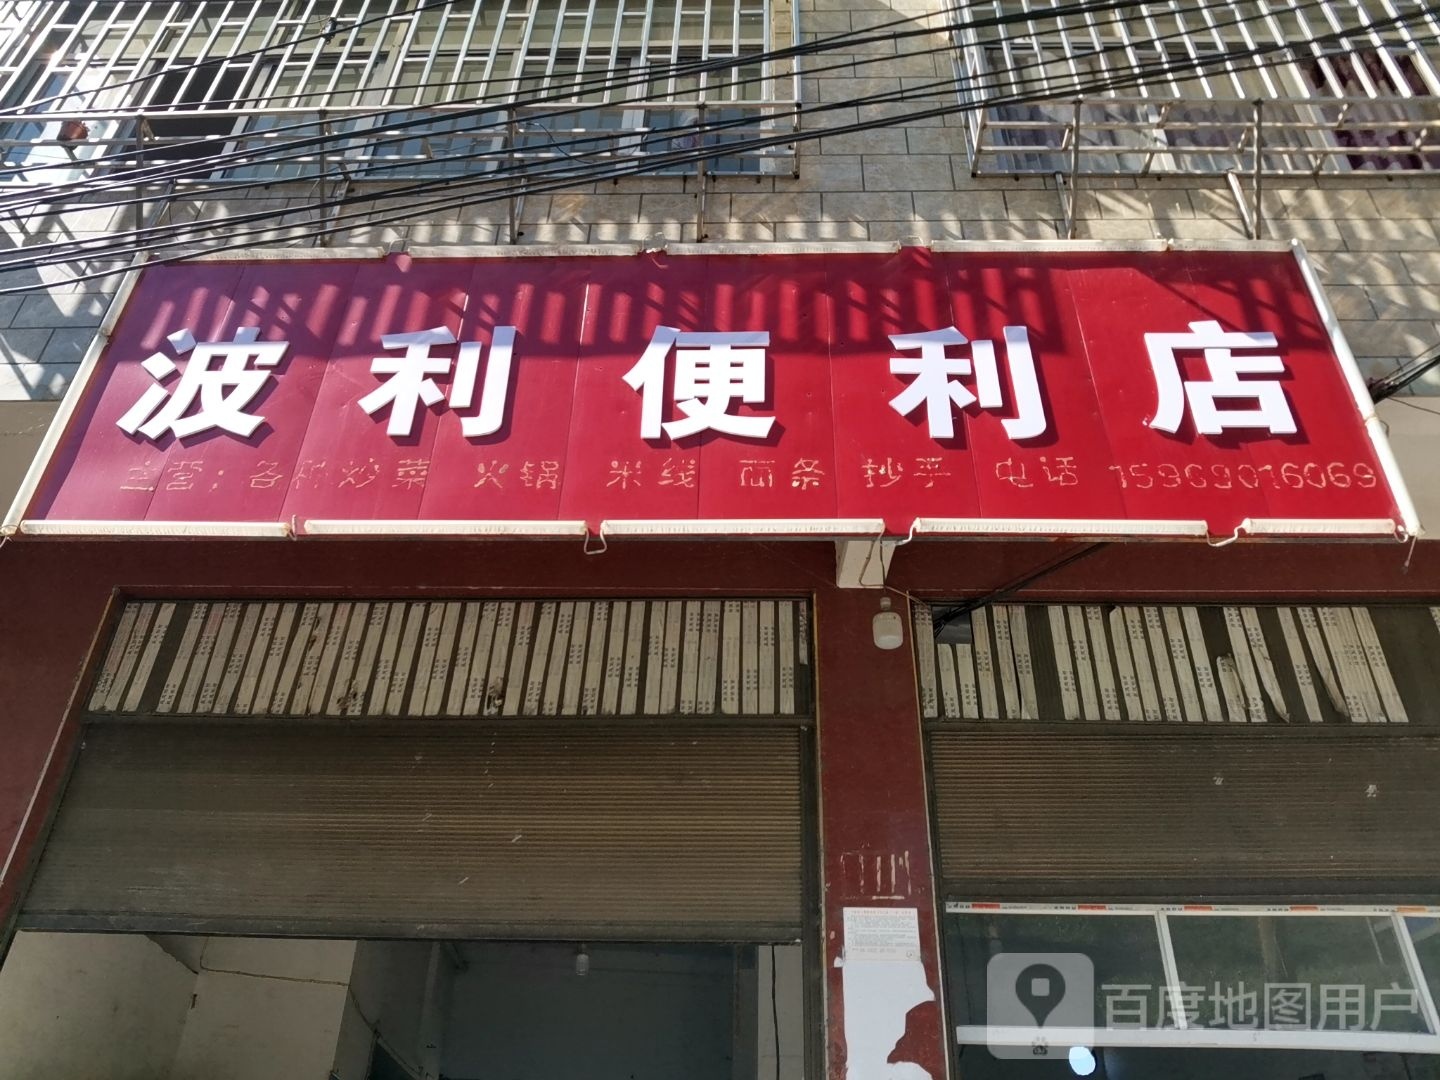 波利便利店
主营：各种炒菜 火锅 米线 面条 抄手 电话 15969016069
百度地图用户